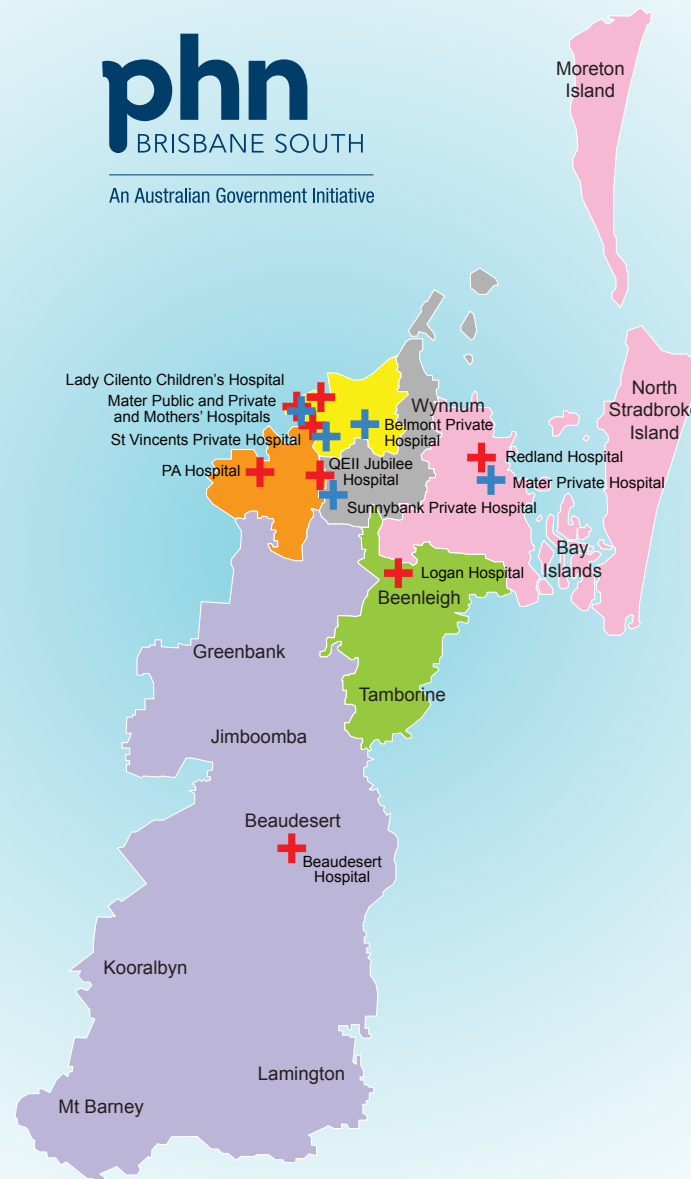 phn
BRISBANE SOUTH
An Australian Government Initiative
Moreton
Island
North
Stradbroke
Island
Lady Cilento Children's Hospital
Mater Public and Private
and Mothers' Hospitals
St Vincents Private Hospital
PA Hospital
Wynnum
Belmont Private
Hospital
QEII Jubilee
Hospital
Sunnybank Private Hospital
Redland Hospital
Mater Private Hospital
Bay
Islands
Logan Hospital
Beenleigh
Greenbank
Tamborine
Jimboomba
Beaudesert
Beaudesert
Hospital
Kooralbyn
Lamington
Mt Barney